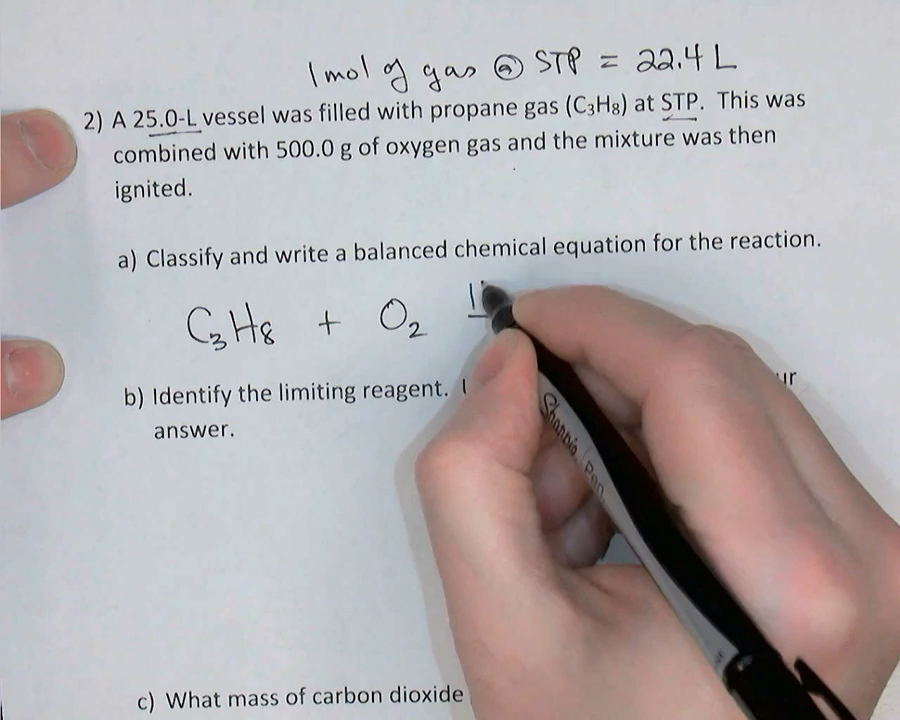 1 mol of gas @ STP = 22.4 L
2) A 25.0-L vessel was filled with propane gas (C₃H₈) at STP. This was
combined with 500.0 g of oxygen gas and the mixture was then
ignited.
a) Classify and write a balanced chemical equation for the reaction.
C₃H₈ + O₂
b) Identify the limiting reagent.
answer.
Sharpie Pen
c) What mass of carbon dioxide